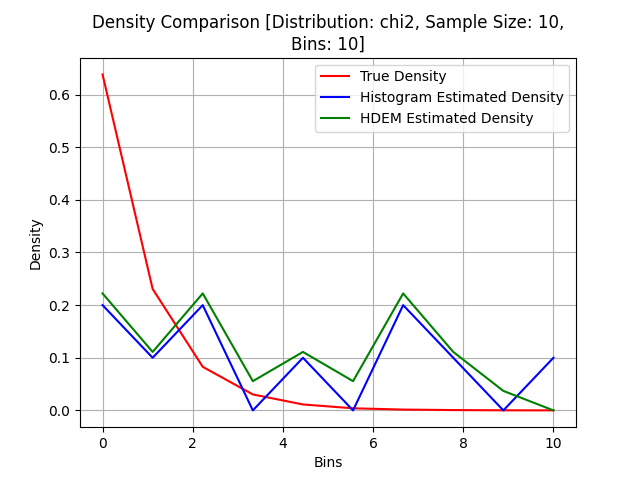 Density Comparison [Distribution: chi2, Sample Size: 10,
Bins: 10]
True Density
Histogram Estimated Density
HDEM Estimated Density
Density
0.6
0.5
0.4
0.3
0.2
0.1
0.0
0 2 4 6 8 10
Bins